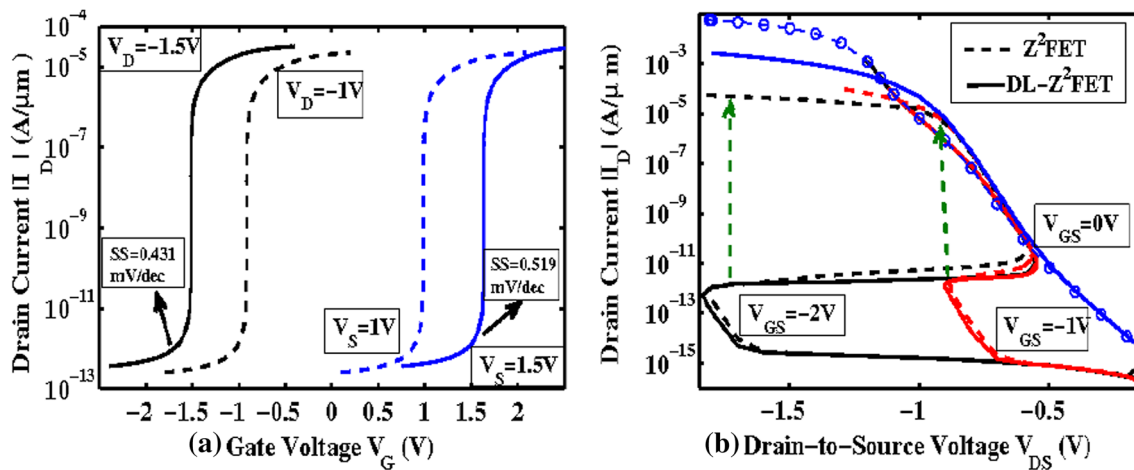 Drain Current |I_D| (A/μm)
10^-4
10^-5
10^-7
10^-9
10^-11
10^-13
V_D=−1.5V
V_D=−1V
SS=0.431
mV/dec
SS=0.519
mV/dec
V_S=1V
V_S=1.5V
−2 −1.5 −1 −0.5 0 0.5 1 1.5 2
(a) Gate Voltage V_G (V)
Drain Current |I_D| (A/μ m)
10^-3
10^-5
10^-7
10^-9
10^-11
10^-13
10^-15
Z^2FET
DL−Z^2FET
V_GS=0V
V_GS=−2V
V_GS=−1V
−1.5 −1 −0.5
(b) Drain−to−Source Voltage V_DS (V)